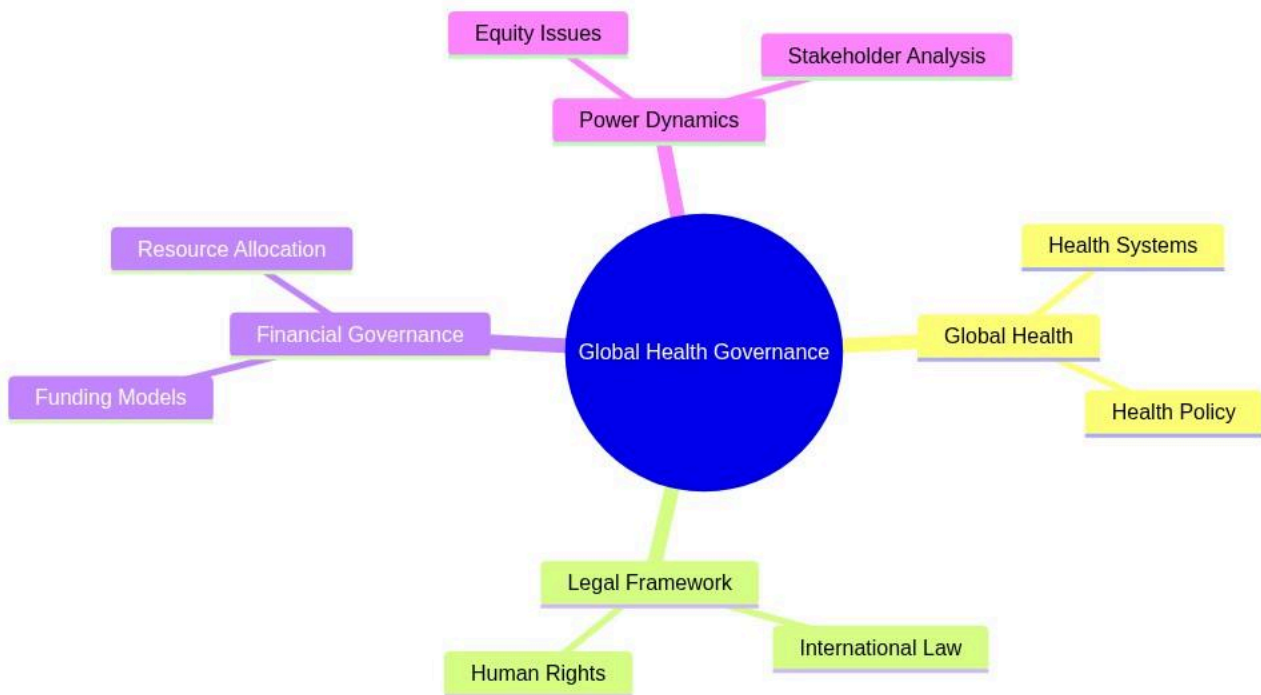 Equity Issues
Stakeholder Analysis
Power Dynamics
Resource Allocation
Health Systems
Financial Governance
Global Health Governance
Global Health
Funding Models
Health Policy
Legal Framework
International Law
Human Rights